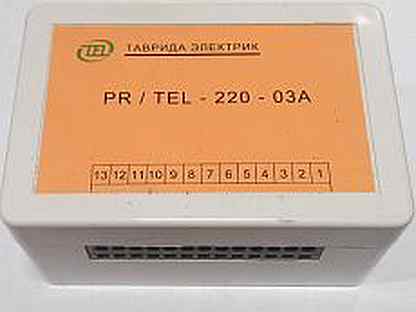 TEL ТАВРИДА ЭЛЕКТРИК
PR / TEL - 220 - 03A
13 12 11 10 9 8 7 6 5 4 3 2 1